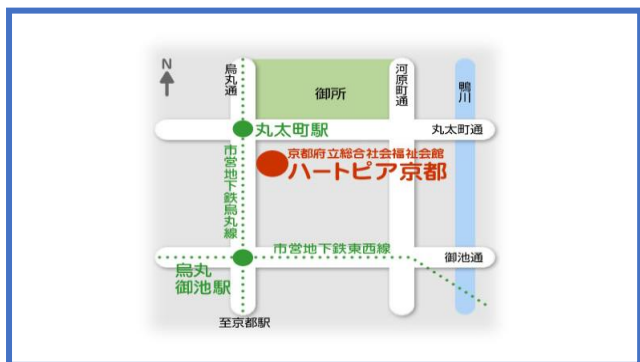 N
烏丸通
御所
河原町通
鴨川
丸太町駅
丸太町通
京都府立総合社会福祉会館
ハートピア京都
市営地下鉄烏丸線
市営地下鉄東西線
御池通
烏丸
御池駅
至京都駅